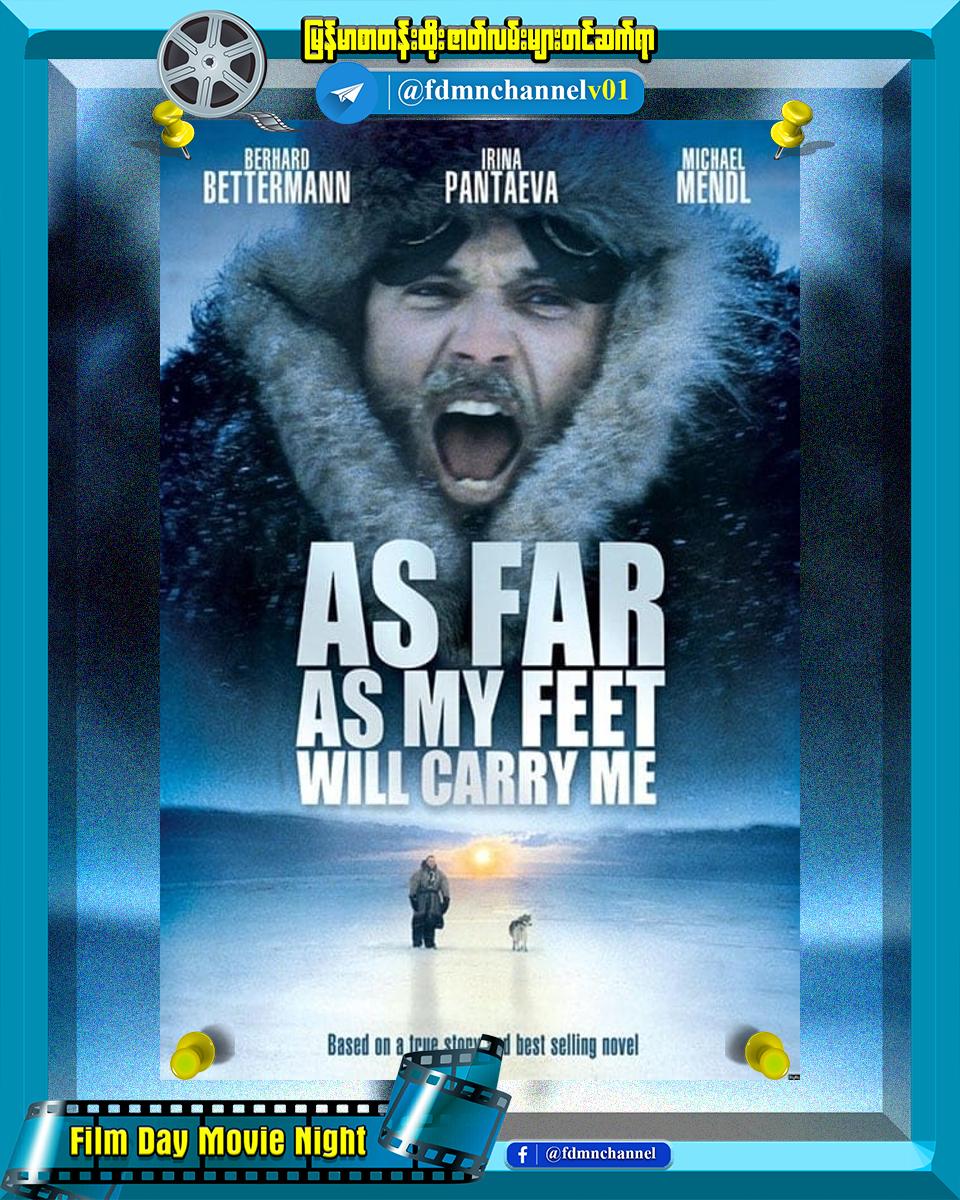 မြန်မာစာတန်းထိုးဇာတ်လမ်းများတင်ဆက်ရာ
@fdmnchannelv01
BERHARD
BETTERMANN
IRINA
PANTAEVA
MICHAEL
MENDL
AS FAR
AS MY FEET
WILL CARRY ME
Based on a true story and best selling novel
Film Day Movie Night
@fdmnchannel